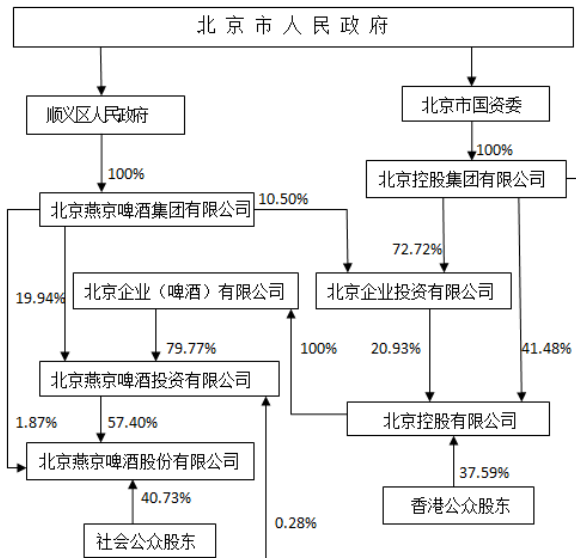 北京市人民政府
顺义区人民政府
北京市国资委
100%
100%
北京控股集团有限公司
北京燕京啤酒集团有限公司
10.50%
72.72%
北京企业（啤酒）有限公司
北京企业投资有限公司
19.94%
79.77%
100%
20.93%
41.48%
北京燕京啤酒投资有限公司
1.87%
57.40%
北京控股有限公司
北京燕京啤酒股份有限公司
37.59%
40.73%
香港公众股东
0.28%
社会公众股东